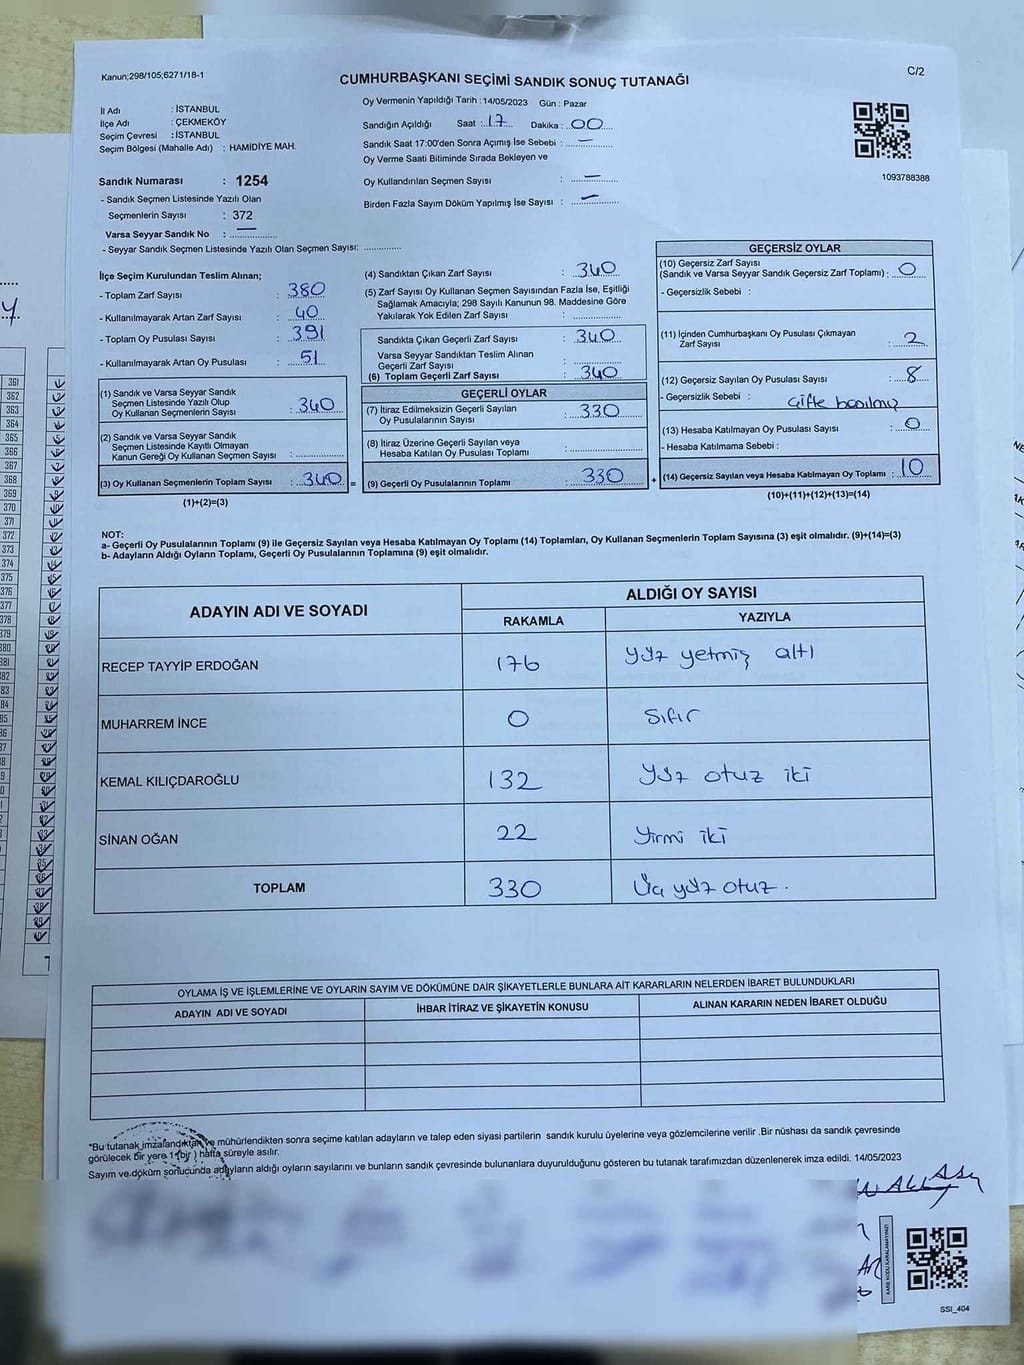 Kanun;298/105;6271/18-1
C/2
CUMHURBAŞKANI SEÇİMİ SANDIK SONUÇ TUTANAĞI
İl Adı : İSTANBUL
İlçe Adı : ÇEKMEKÖY
Seçim Çevresi : İSTANBUL
Seçim Bölgesi (Mahalle Adı) : HAMİDİYE MAH.
Oy Vermenin Yapıldığı Tarih : 14/05/2023 Gün : Pazar
Sandığın Açıldığı Saat : 17 Dakika : 00
Sandık Saat 17:00'den Sonra Açımış İse Sebebi : —
Oy Verme Saati Bitiminde Sırada Bekleyen ve
Oy Kullandırılan Seçmen Sayısı : —
Birden Fazla Sayım Döküm Yapılmış İse Sayısı : —
1093788388
Sandık Numarası : 1254
- Sandık Seçmen Listesinde Yazılı Olan
Seçmenlerin Sayısı : 372
Varsa Seyyar Sandık No : —
- Seyyar Sandık Seçmen Listesinde Yazılı Olan Seçmen Sayısı: ............
İlçe Seçim Kurulundan Teslim Alınan;
- Toplam Zarf Sayısı : 380
- Kullanılmayarak Artan Zarf Sayısı : 40
- Toplam Oy Pusulası Sayısı : 391
- Kullanılmayarak Artan Oy Pusulası : 51
(1) Sandık ve Varsa Seyyar Sandık
Seçmen Listesinde Yazılı Olup
Oy Kullanan Seçmenlerin Sayısı : 340
(2) Sandık ve Varsa Seyyar Sandık
Seçmen Listesinde Kayıtlı Olmayan
Kanun Gereği Oy Kullanan Seçmen Sayısı : ............
(3) Oy Kullanan Seçmenlerin Toplam Sayısı : 340 =
(1)+(2)=(3)
(4) Sandıktan Çıkan Zarf Sayısı : 340
(5) Zarf Sayısı Oy Kullanan Seçmen Sayısından Fazla İse, Eşitliği
Sağlamak Amacıyla; 298 Sayılı Kanunun 98. Maddesine Göre
Yakılarak Yok Edilen Zarf Sayısı : ............
Sandıkta Çıkan Geçerli Zarf Sayısı : 340
Varsa Seyyar Sandıktan Teslim Alınan
Geçerli Zarf Sayısı : ............
(6) Toplam Geçerli Zarf Sayısı : 340
GEÇERLİ OYLAR
(7) İtiraz Edilmeksizin Geçerli Sayılan
Oy Pusulalarının Sayısı : 330
(8) İtiraz Üzerine Geçerli Sayılan veya
Hesaba Katılan Oy Pusulası Toplamı : ............
(9) Geçerli Oy Pusulalarının Toplamı : 330 +
GEÇERSİZ OYLAR
(10) Geçersiz Zarf Sayısı
(Sandık ve Varsa Seyyar Sandık Geçersiz Zarf Toplamı) : 0
- Geçersizlik Sebebi :
(11) İçinden Cumhurbaşkanı Oy Pusulası Çıkmayan
Zarf Sayısı : 2
(12) Geçersiz Sayılan Oy Pusulası Sayısı : 8
- Geçersizlik Sebebi : Çifte basılmış
(13) Hesaba Katılmayan Oy Pusulası Sayısı : 0
- Hesaba Katılmama Sebebi :
(14) Geçersiz Sayılan veya Hesaba Katılmayan Oy Toplamı : 10
(10)+(11)+(12)+(13)=(14)
NOT:
a- Geçerli Oy Pusulalarının Toplamı (9) ile Geçersiz Sayılan veya Hesaba Katılmayan Oy Toplamı (14) Toplamları, Oy Kullanan Seçmenlerin Toplam Sayısına (3) eşit olmalıdır. (9)+(14)=(3)
b- Adayların Aldığı Oyların Toplamı, Geçerli Oy Pusulalarının Toplamına (9) eşit olmalıdır.
ADAYIN ADI VE SOYADI
ALDIĞI OY SAYISI
RAKAMLA YAZIYLA
RECEP TAYYİP ERDOĞAN 176 Yüz yetmiş altı
MUHARREM İNCE 0 Sıfır
KEMAL KILIÇDAROĞLU 132 Yüz otuz iki
SİNAN OĞAN 22 Yirmi iki
TOPLAM 330 Üç yüz otuz.
OYLAMA İŞ VE İŞLEMLERİNE VE OYLARIN SAYIM VE DÖKÜMÜNE DAİR ŞİKAYETLERLE BUNLARA AİT KARARLARIN NELERDEN İBARET BULUNDUKLARI
ADAYIN ADI VE SOYADI İHBAR İTİRAZ VE ŞİKAYETİN KONUSU ALINAN KARARIN NEDEN İBARET OLDUĞU
*Bu tutanak imzalandıktan ve mühürlendikten sonra seçime katılan adayların ve talep eden siyasi partilerin sandık kurulu üyelerine veya gözlemcilerine verilir .Bir nüshası da sandık çevresinde
görülecek bir yere 1 (bir ) hafta süreyle asılır.
Sayım ve döküm sonucunda adayların aldığı oyların sayılarını ve bunların sandık çevresinde bulunanlara duyurulduğunu gösteren bu tutanak tarafımızdan düzenlenerek imza edildi. 14/05/2023
KARE KODU KARALAMAYINIZ!
SSI_404
361
362
363
364
365
366
367
368
369
370
371
372
373
374
375
376
377
378
379
380
381
382